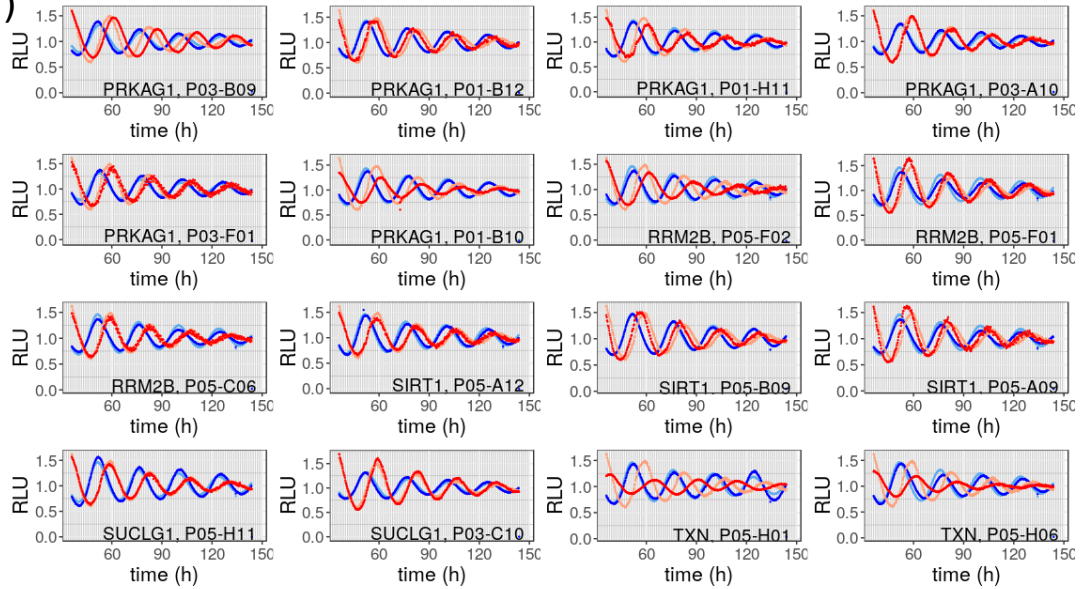 )
RLU 1.5 1.0 0.5 0.0 PRKAG1, P03-B09 60 90 120 150 time (h)
RLU 1.5 1.0 0.5 0.0 PRKAG1, P01-B12 60 90 120 150 time (h)
RLU 1.5 1.0 0.5 0.0 PRKAG1, P01-H11 60 90 120 150 time (h)
RLU 1.5 1.0 0.5 0.0 PRKAG1, P03-A10 60 90 120 150 time (h)
RLU 1.5 1.0 0.5 0.0 PRKAG1, P03-F01 60 90 120 150 time (h)
RLU 1.5 1.0 0.5 0.0 PRKAG1, P01-B10 60 90 120 150 time (h)
RLU 1.5 1.0 0.5 0.0 RRM2B, P05-F02 60 90 120 150 time (h)
RLU 1.5 1.0 0.5 0.0 RRM2B, P05-F01 60 90 120 150 time (h)
RLU 1.5 1.0 0.5 0.0 RRM2B, P05-C06 60 90 120 150 time (h)
RLU 1.5 1.0 0.5 0.0 SIRT1, P05-A12 60 90 120 150 time (h)
RLU 1.5 1.0 0.5 0.0 SIRT1, P05-B09 60 90 120 150 time (h)
RLU 1.5 1.0 0.5 0.0 SIRT1, P05-A09 60 90 120 150 time (h)
RLU 1.5 1.0 0.5 0.0 SUCLG1, P05-H11 60 90 120 150 time (h)
RLU 1.5 1.0 0.5 0.0 SUCLG1, P03-C10 60 90 120 150 time (h)
RLU 1.5 1.0 0.5 0.0 TXN, P05-H01 60 90 120 150 time (h)
RLU 1.5 1.0 0.5 0.0 TXN, P05-H06 60 90 120 150 time (h)